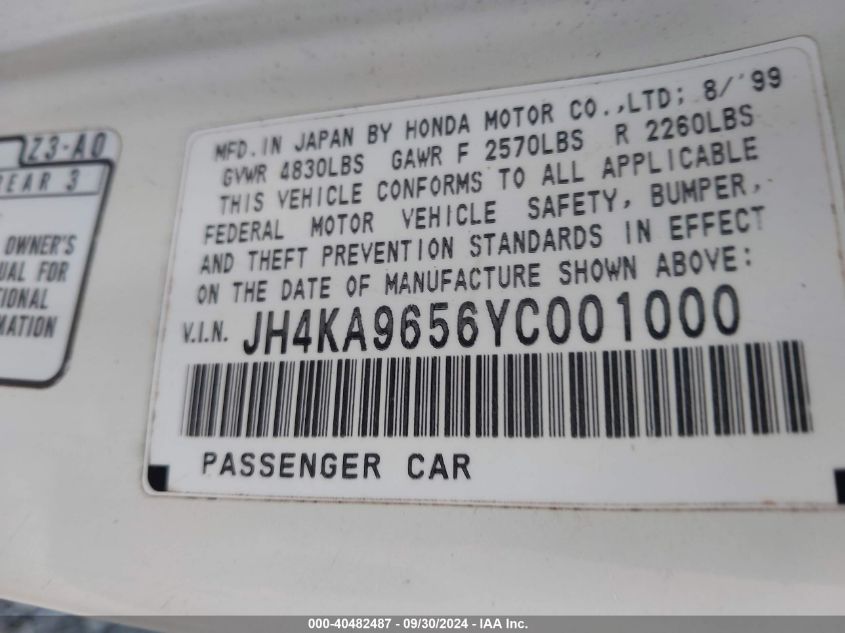 Z3-A0
REAR 3
OWNER'S
UAL FOR
MFD. IN JAPAN BY HONDA MOTOR CO.,LTD; 8/'99
GVWR 4830LBS GAWR F 2570LBS R 2260LBS
THIS VEHICLE CONFORMS TO ALL APPLICABLE
FEDERAL MOTOR VEHICLE SAFETY, BUMPER,
AND THEFT PREVENTION STANDARDS IN EFFECT
ON THE DATE OF MANUFACTURE SHOWN ABOVE:
V.I.N. JH4KA9656YC001000
PASSENGER CAR
000-40482487 - 09/30/2024 - IAA Inc.